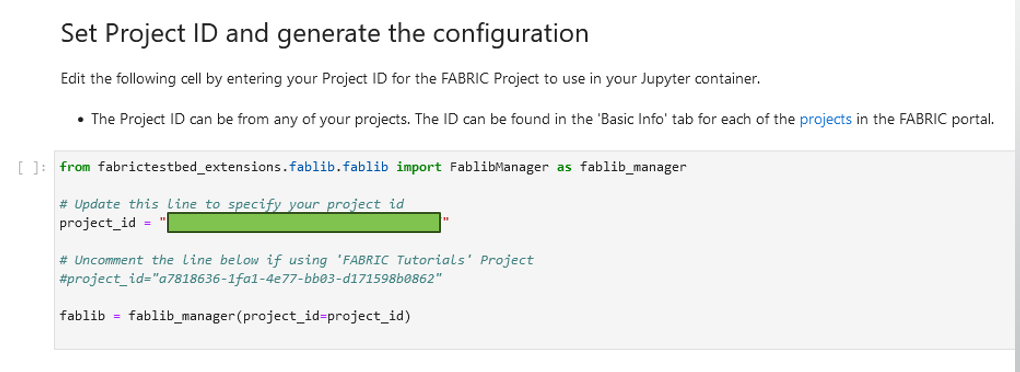 Set Project ID and generate the configuration
Edit the following cell by entering your Project ID for the FABRIC Project to use in your Jupyter container.
• The Project ID can be from any of your projects. The ID can be found in the 'Basic Info' tab for each of the projects in the FABRIC portal.
[ ]: from fabrictestbed_extensions.fablib.fablib import FablibManager as fablib_manager
# Update this line to specify your project id
project_id = " "
# Uncomment the line below if using 'FABRIC Tutorials' Project
#project_id="a7818636-1fa1-4e77-bb03-d171598b0862"
fablib = fablib_manager(project_id=project_id)